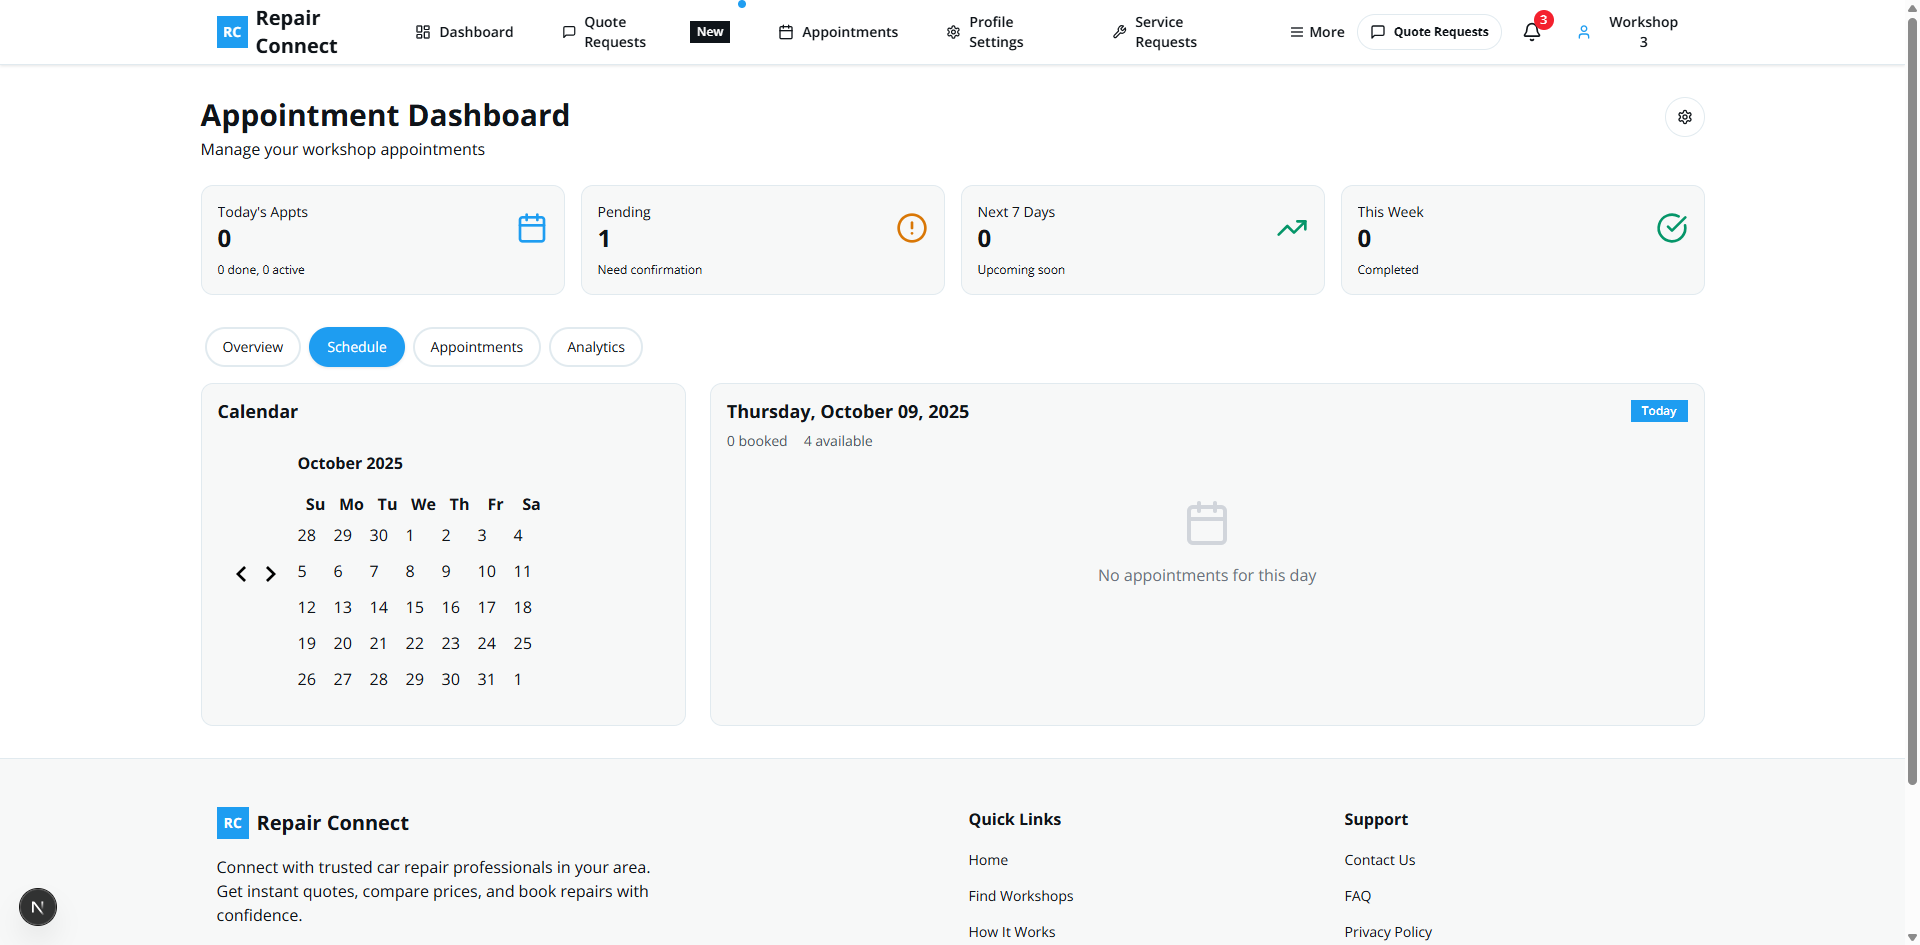 RC
Repair
Connect
Dashboard
Quote
Requests
New
Appointments
Profile
Settings
Service
Requests
More
Quote Requests
3
Workshop
3
Appointment Dashboard
Manage your workshop appointments
Today's Appts
0
0 done, 0 active
Pending
1
Need confirmation
Next 7 Days
0
Upcoming soon
This Week
0
Completed
Overview
Schedule
Appointments
Analytics
Calendar
October 2025
Su Mo Tu We Th Fr Sa
28 29 30 1 2 3 4
5 6 7 8 9 10 11
12 13 14 15 16 17 18
19 20 21 22 23 24 25
26 27 28 29 30 31 1
Thursday, October 09, 2025
Today
0 booked 4 available
No appointments for this day
RC Repair Connect
Connect with trusted car repair professionals in your area.
Get instant quotes, compare prices, and book repairs with
confidence.
Quick Links
Home
Find Workshops
How It Works
Support
Contact Us
FAQ
Privacy Policy
N